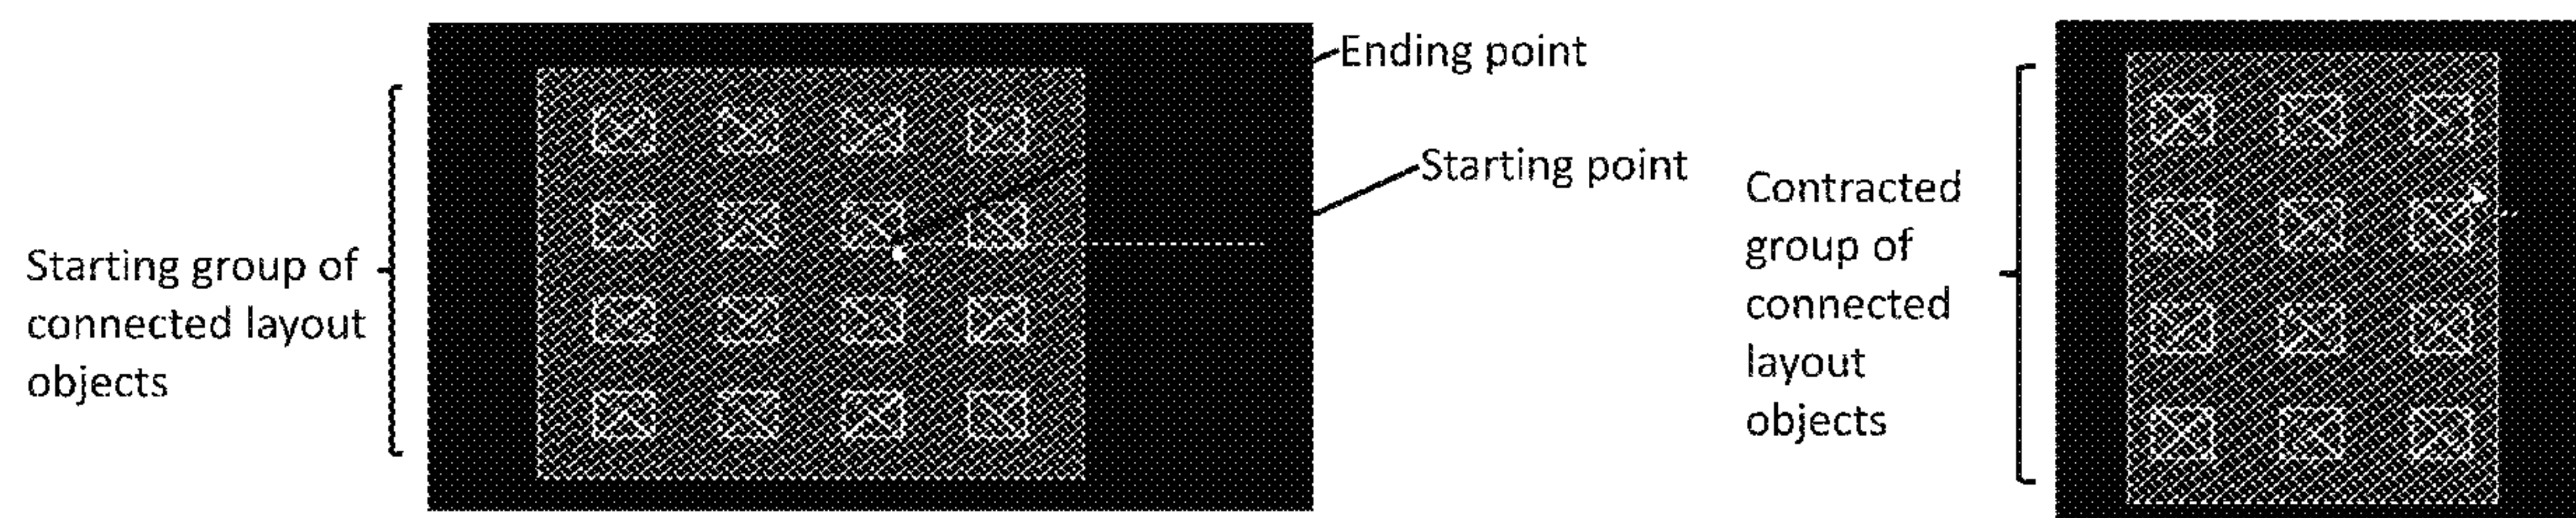 Starting group of
connected layout
objects
Ending point
Starting point
Contracted
group of
connected
layout
objects